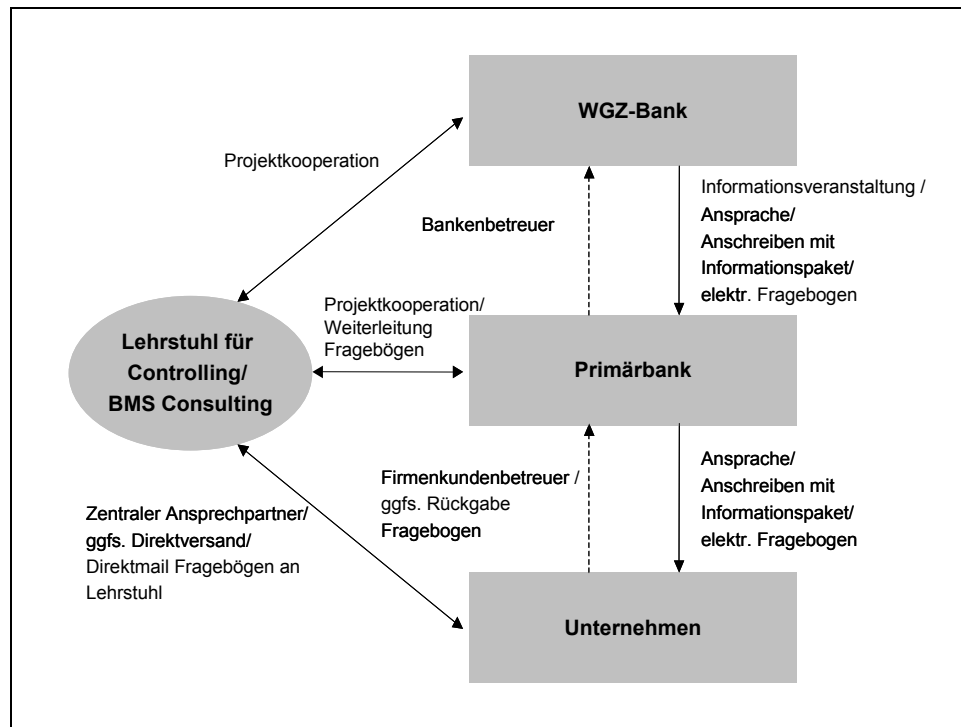 WGZ-Bank
Projektkooperation
Informationsveranstaltung /
Ansprache/
Anschreiben mit
Informationspaket/
elektr. Fragebogen
Bankenbetreuer
Projektkooperation/
Weiterleitung
Fragebögen
Lehrstuhl für
Controlling/
BMS Consulting
Primärbank
Firmenkundenbetreuer /
ggfs. Rückgabe
Fragebogen
Ansprache/
Anschreiben mit
Informationspaket/
elektr. Fragebogen
Zentraler Ansprechpartner/
ggfs. Direktversand/
Direktmail Fragebögen an
Lehrstuhl
Unternehmen